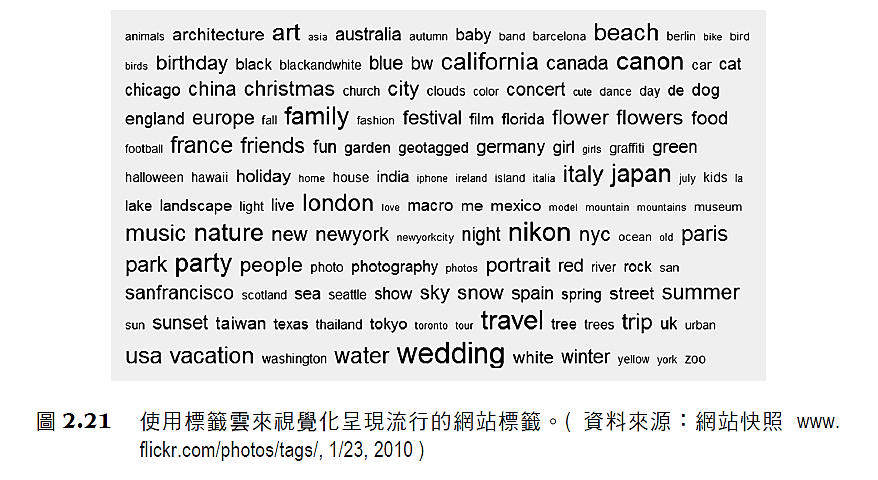 animals architecture art asia australia autumn baby band barcelona beach berlin bike bird
birds birthday black blackandwhite blue bw california canada canon car cat
chicago china christmas church city clouds color concert cute dance day de dog
england europe fall family fashion festival film florida flower flowers food
football france friends fun garden geotagged germany girl girls graffiti green
halloween hawaii holiday home house india iphone ireland island italia italy japan july kids la
lake landscape light live london love macro me mexico model mountain mountains museum
music nature new newyork newyorkcity night nikon nyc ocean old paris
park party people photo photography photos portrait red river rock san
sanfrancisco scotland sea seattle show sky snow spain spring street summer
sun sunset taiwan texas thailand tokyo toronto tour travel tree trees trip uk urban
usa vacation washington water wedding white winter yellow york zoo
圖 2.21 使用標籤雲來視覺化呈現流行的網站標籤。( 資料來源：網站快照 www.
flickr.com/photos/tags/, 1/23, 2010 )